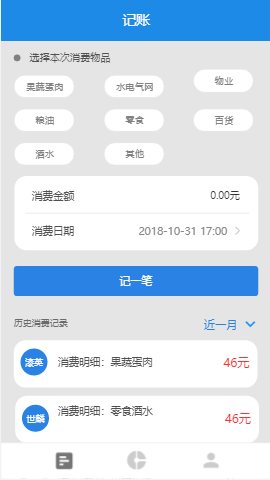 记账
选择本次消费物品
果蔬蛋肉 水电气网 物业
粮油 零食 百货
酒水 其他
消费金额 0.00元
消费日期 2018-10-31 17:00
记一笔
历史消费记录 近一月
濠英 消费明细：果蔬蛋肉 46元
世麟 消费明细：零食酒水 46元